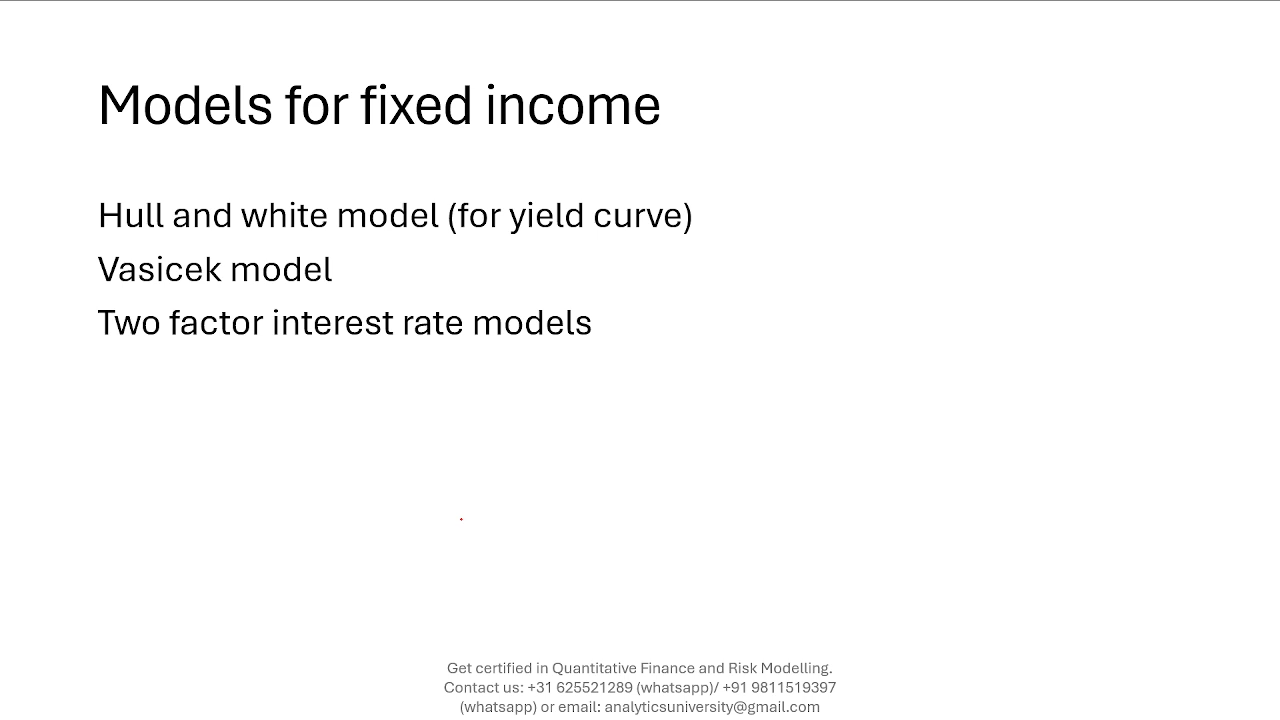 Models for fixed income
Hull and white model (for yield curve)
Vasicek model
Two factor interest rate models
Get certified in Quantitative Finance and Risk Modelling.
Contact us: +31 625521289 (whatsapp)/ +91 9811519397
(whatsapp) or email: analyticsuniversity@gmail.com